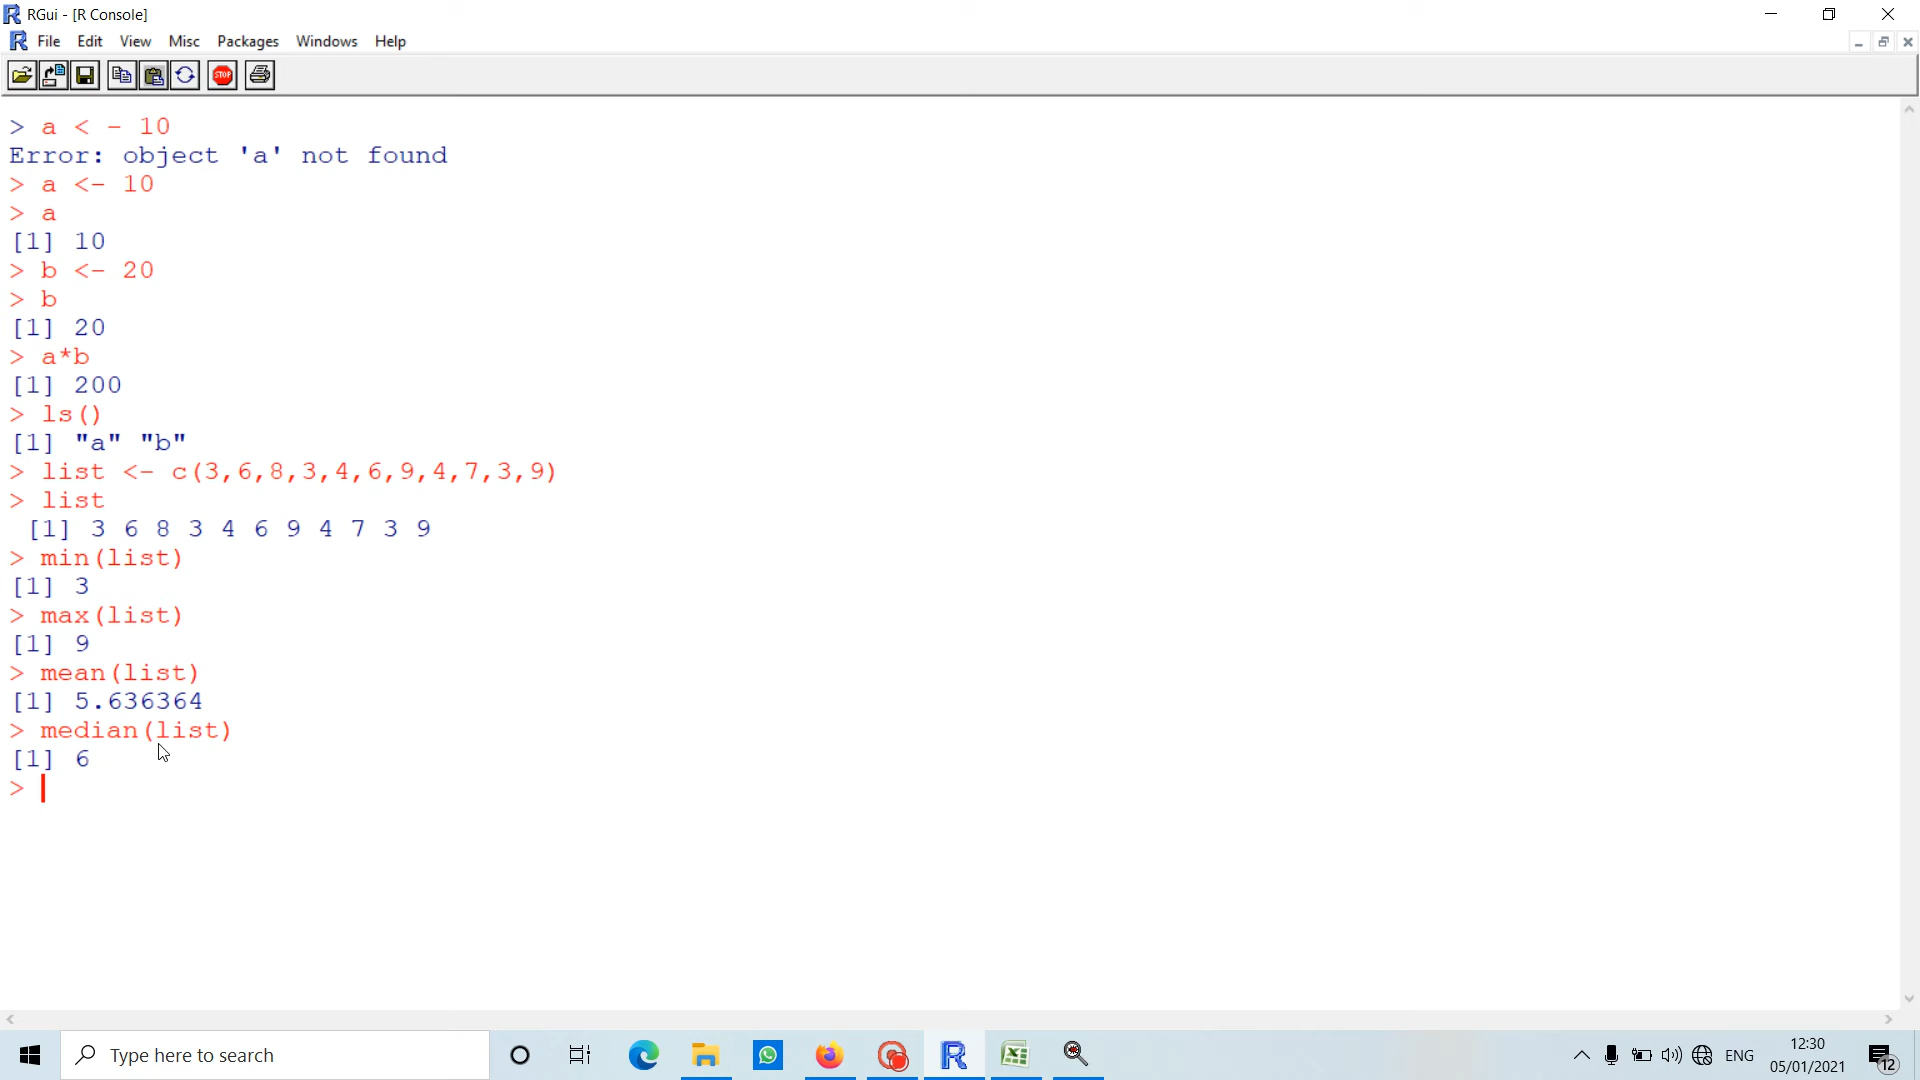 RGui - [R Console]
File Edit View Misc Packages Windows Help
STOP
> a < - 10
Error: object 'a' not found
> a <- 10
> a
[1] 10
> b <- 20
> b
[1] 20
> a*b
[1] 200
> ls()
[1] "a" "b"
> list <- c(3,6,8,3,4,6,9,4,7,3,9)
> list
 [1] 3 6 8 3 4 6 9 4 7 3 9
> min(list)
[1] 3
> max(list)
[1] 9
> mean(list)
[1] 5.636364
> median(list)
[1] 6
>
Type here to search
ENG
12:30
05/01/2021
12